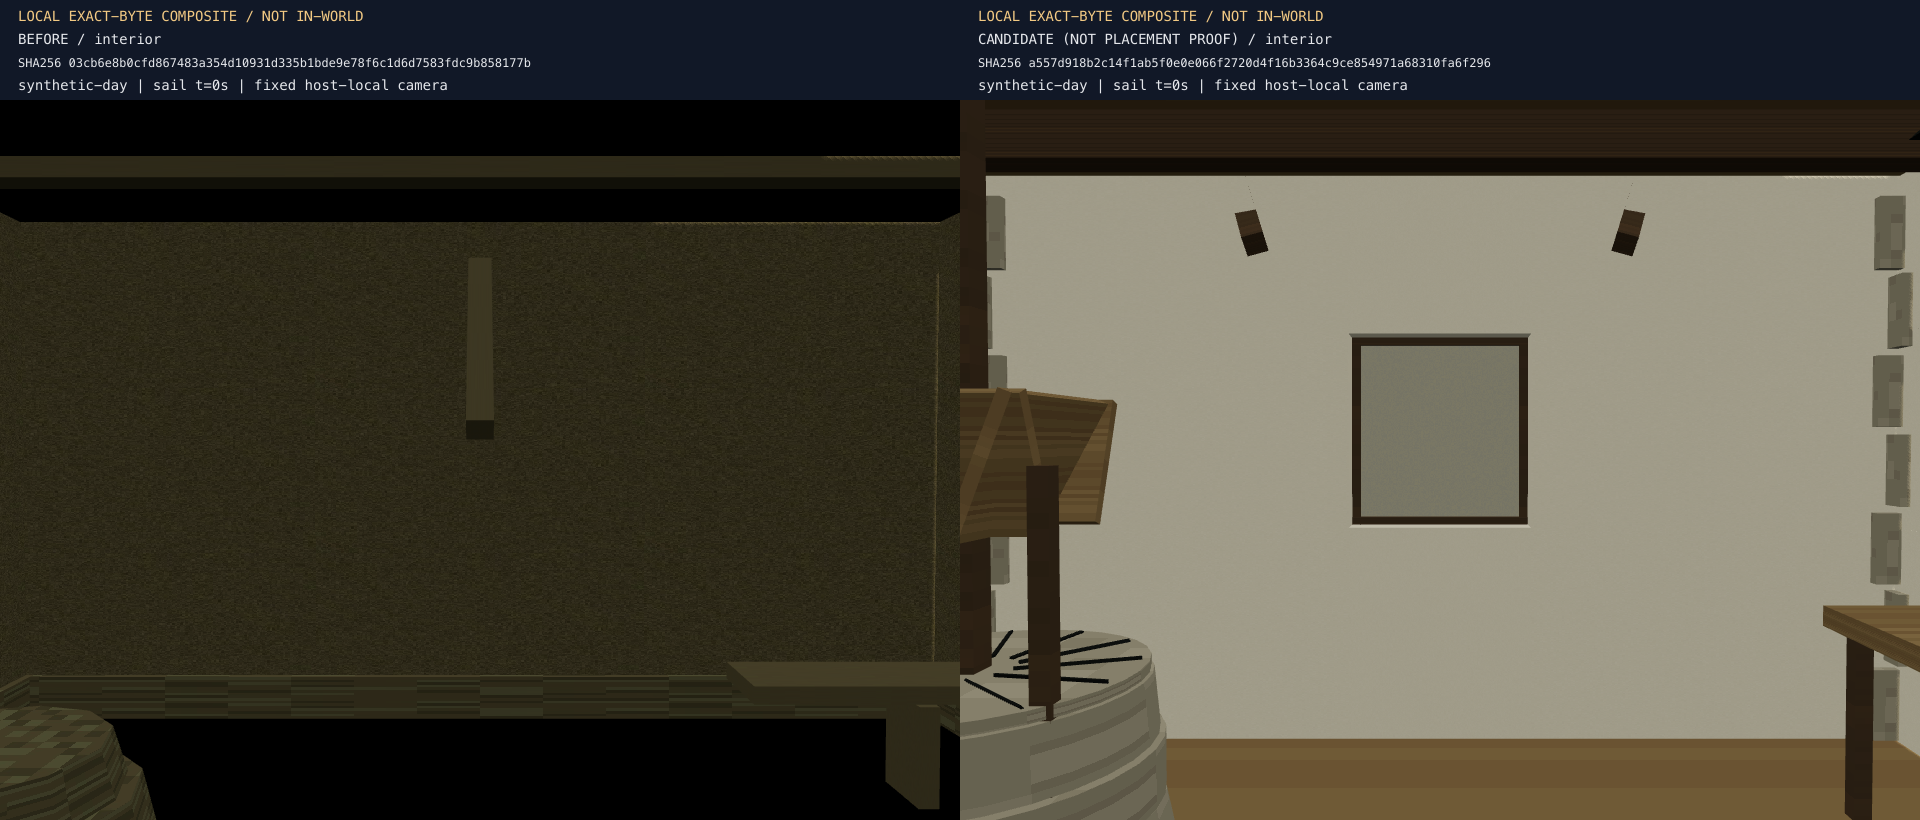 LOCAL EXACT-BYTE COMPOSITE / NOT IN-WORLD
BEFORE / interior
SHA256 03cb6e8b0cfd867483a354d10931d335b1bde9e78f6c1d6d7583fdc9b858177b
synthetic-day | sail t=0s | fixed host-local camera
LOCAL EXACT-BYTE COMPOSITE / NOT IN-WORLD
CANDIDATE (NOT PLACEMENT PROOF) / interior
SHA256 a557d918b2c14f1ab5f0e0e066f2720d4f16b3364c9ce854971a68310fa6f296
synthetic-day | sail t=0s | fixed host-local camera